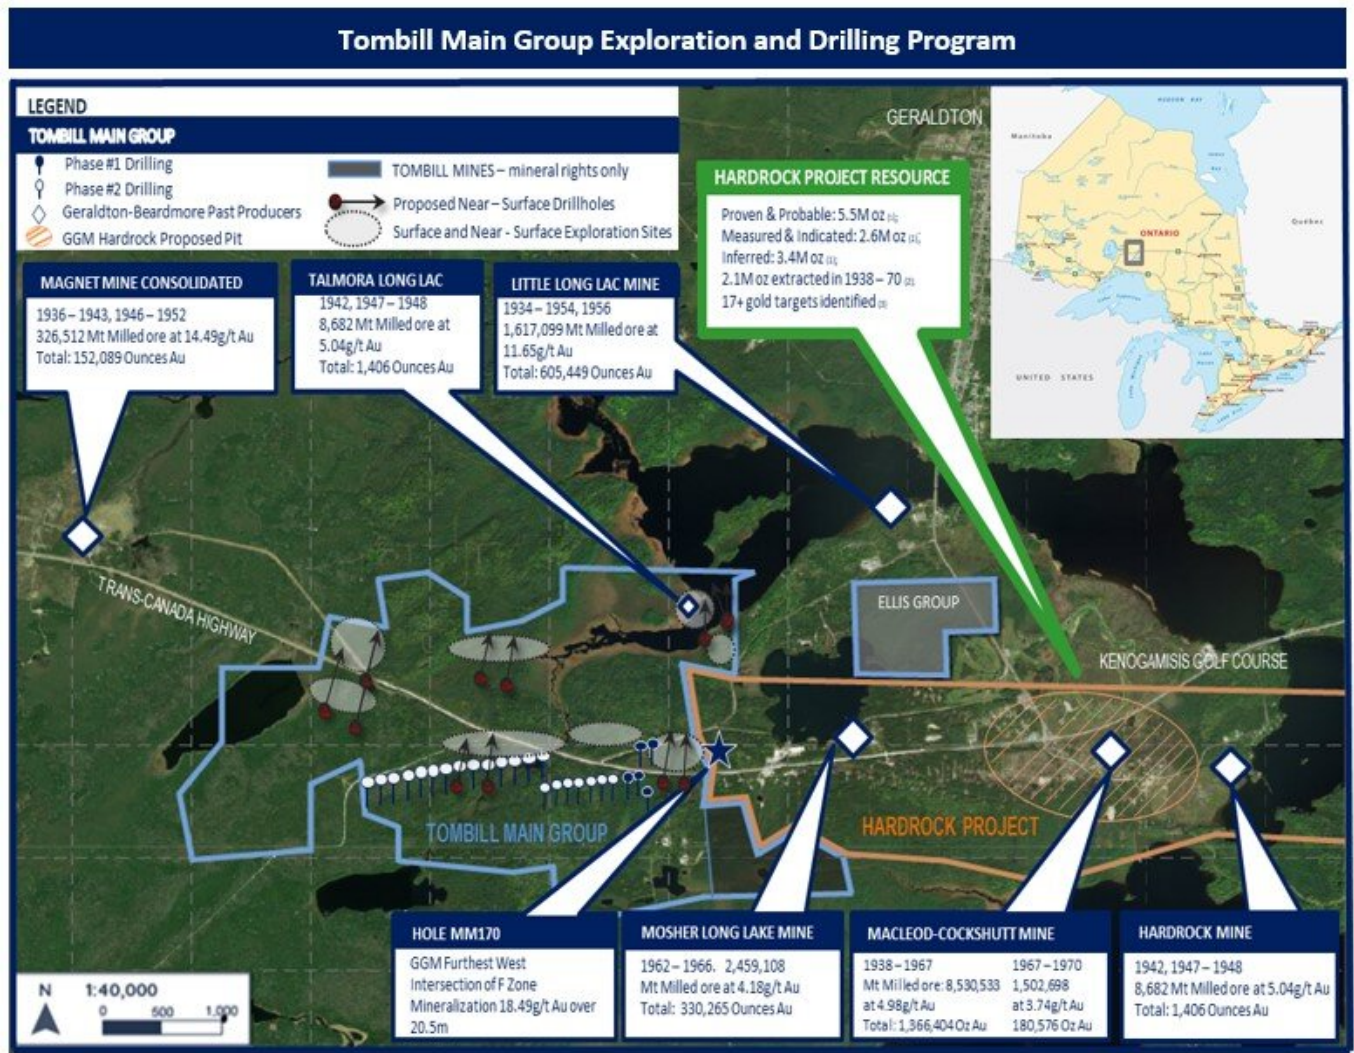 Tombill Main Group Exploration and Drilling Program
LEGEND
TOMBILL MAIN GROUP
Phase #1 Drilling
Phase #2 Drilling
Geraldton-Beardmore Past Producers
GGM Hardrock Proposed Pit
TOMBILL MINES – mineral rights only
Proposed Near – Surface Drillholes
Surface and Near - Surface Exploration Sites
GERALDTON
HARDROCK PROJECT RESOURCE
Proven & Probable: 5.5M oz [1];
Measured & Indicated: 2.6M oz [1];
Inferred: 3.4M oz [1];
2.1M oz extracted in 1938 – 70 [2];
17+ gold targets identified [3]
HUDSON BAY
Manitoba
Québec
ONTARIO
UNITED STATES
MAGNET MINE CONSOLIDATED
1936 – 1943, 1946 – 1952
326,512 Mt Milled ore at 14.49g/t Au
Total: 152,089 Ounces Au
TALMORA LONG LAC
1942, 1947 – 1948
8,682 Mt Milled ore at
5.04g/t Au
Total: 1,406 Ounces Au
LITTLE LONG LAC MINE
1934 – 1954, 1956
1,617,099 Mt Milled ore at
11.65g/t Au
Total: 605,449 Ounces Au
TRANS-CANADA HIGHWAY
ELLIS GROUP
KENOGAMISIS GOLF COURSE
TOMBILL MAIN GROUP
HARDROCK PROJECT
HOLE MM170
GGM Furthest West
Intersection of F Zone
Mineralization 18.49g/t Au over
20.5m
MOSHER LONG LAKE MINE
1962 – 1966. 2,459,108
Mt Milled ore at 4.18g/t Au
Total: 330,265 Ounces Au
MACLEOD-COCKSHUTT MINE
1938 – 1967
Mt Milled ore: 8,530,533
at 4.98g/t Au
Total: 1,366,404 Oz Au
1967 – 1970
1,502,698
at 3.74g/t Au
180,576 Oz Au
HARDROCK MINE
1942, 1947 – 1948
8,682 Mt Milled ore at 5.04g/t Au
Total: 1,406 Ounces Au
N
1:40,000
0 500 1,000